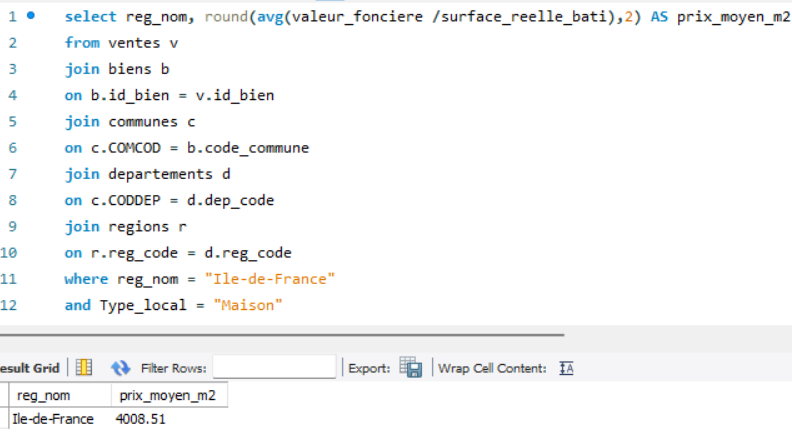 1 select reg_nom, round(avg(valeur_fonciere /surface_reelle_bati),2) AS prix_moyen_m2
2 from ventes v
3 join biens b
4 on b.id_bien = v.id_bien
5 join communes c
6 on c.COMCOD = b.code_commune
7 join departements d
8 on c.CODDEP = d.dep_code
9 join regions r
10 on r.reg_code = d.reg_code
11 where reg_nom = "Ile-de-France"
12 and Type_local = "Maison"
esult Grid Filter Rows: Export: Wrap Cell Content:
reg_nom prix_moyen_m2
Ile-de-France 4008.51